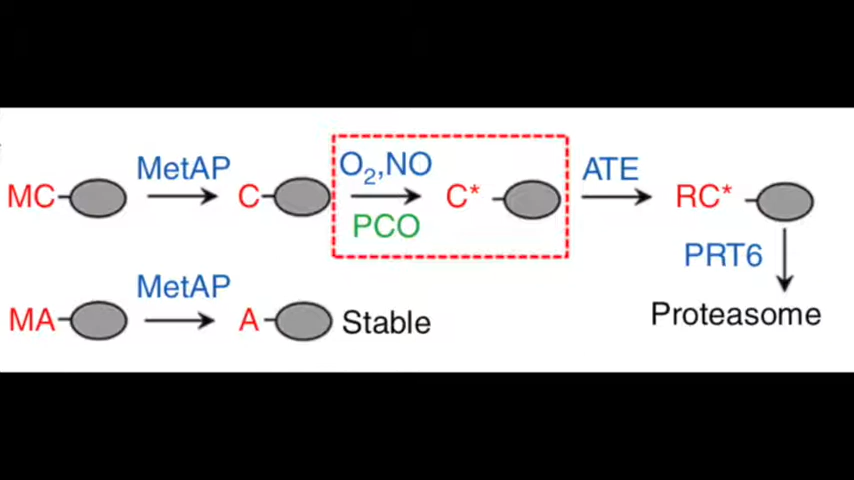 MC MetAP C O₂,NO PCO C* ATE RC*
PRT6
Proteasome
MA MetAP A Stable